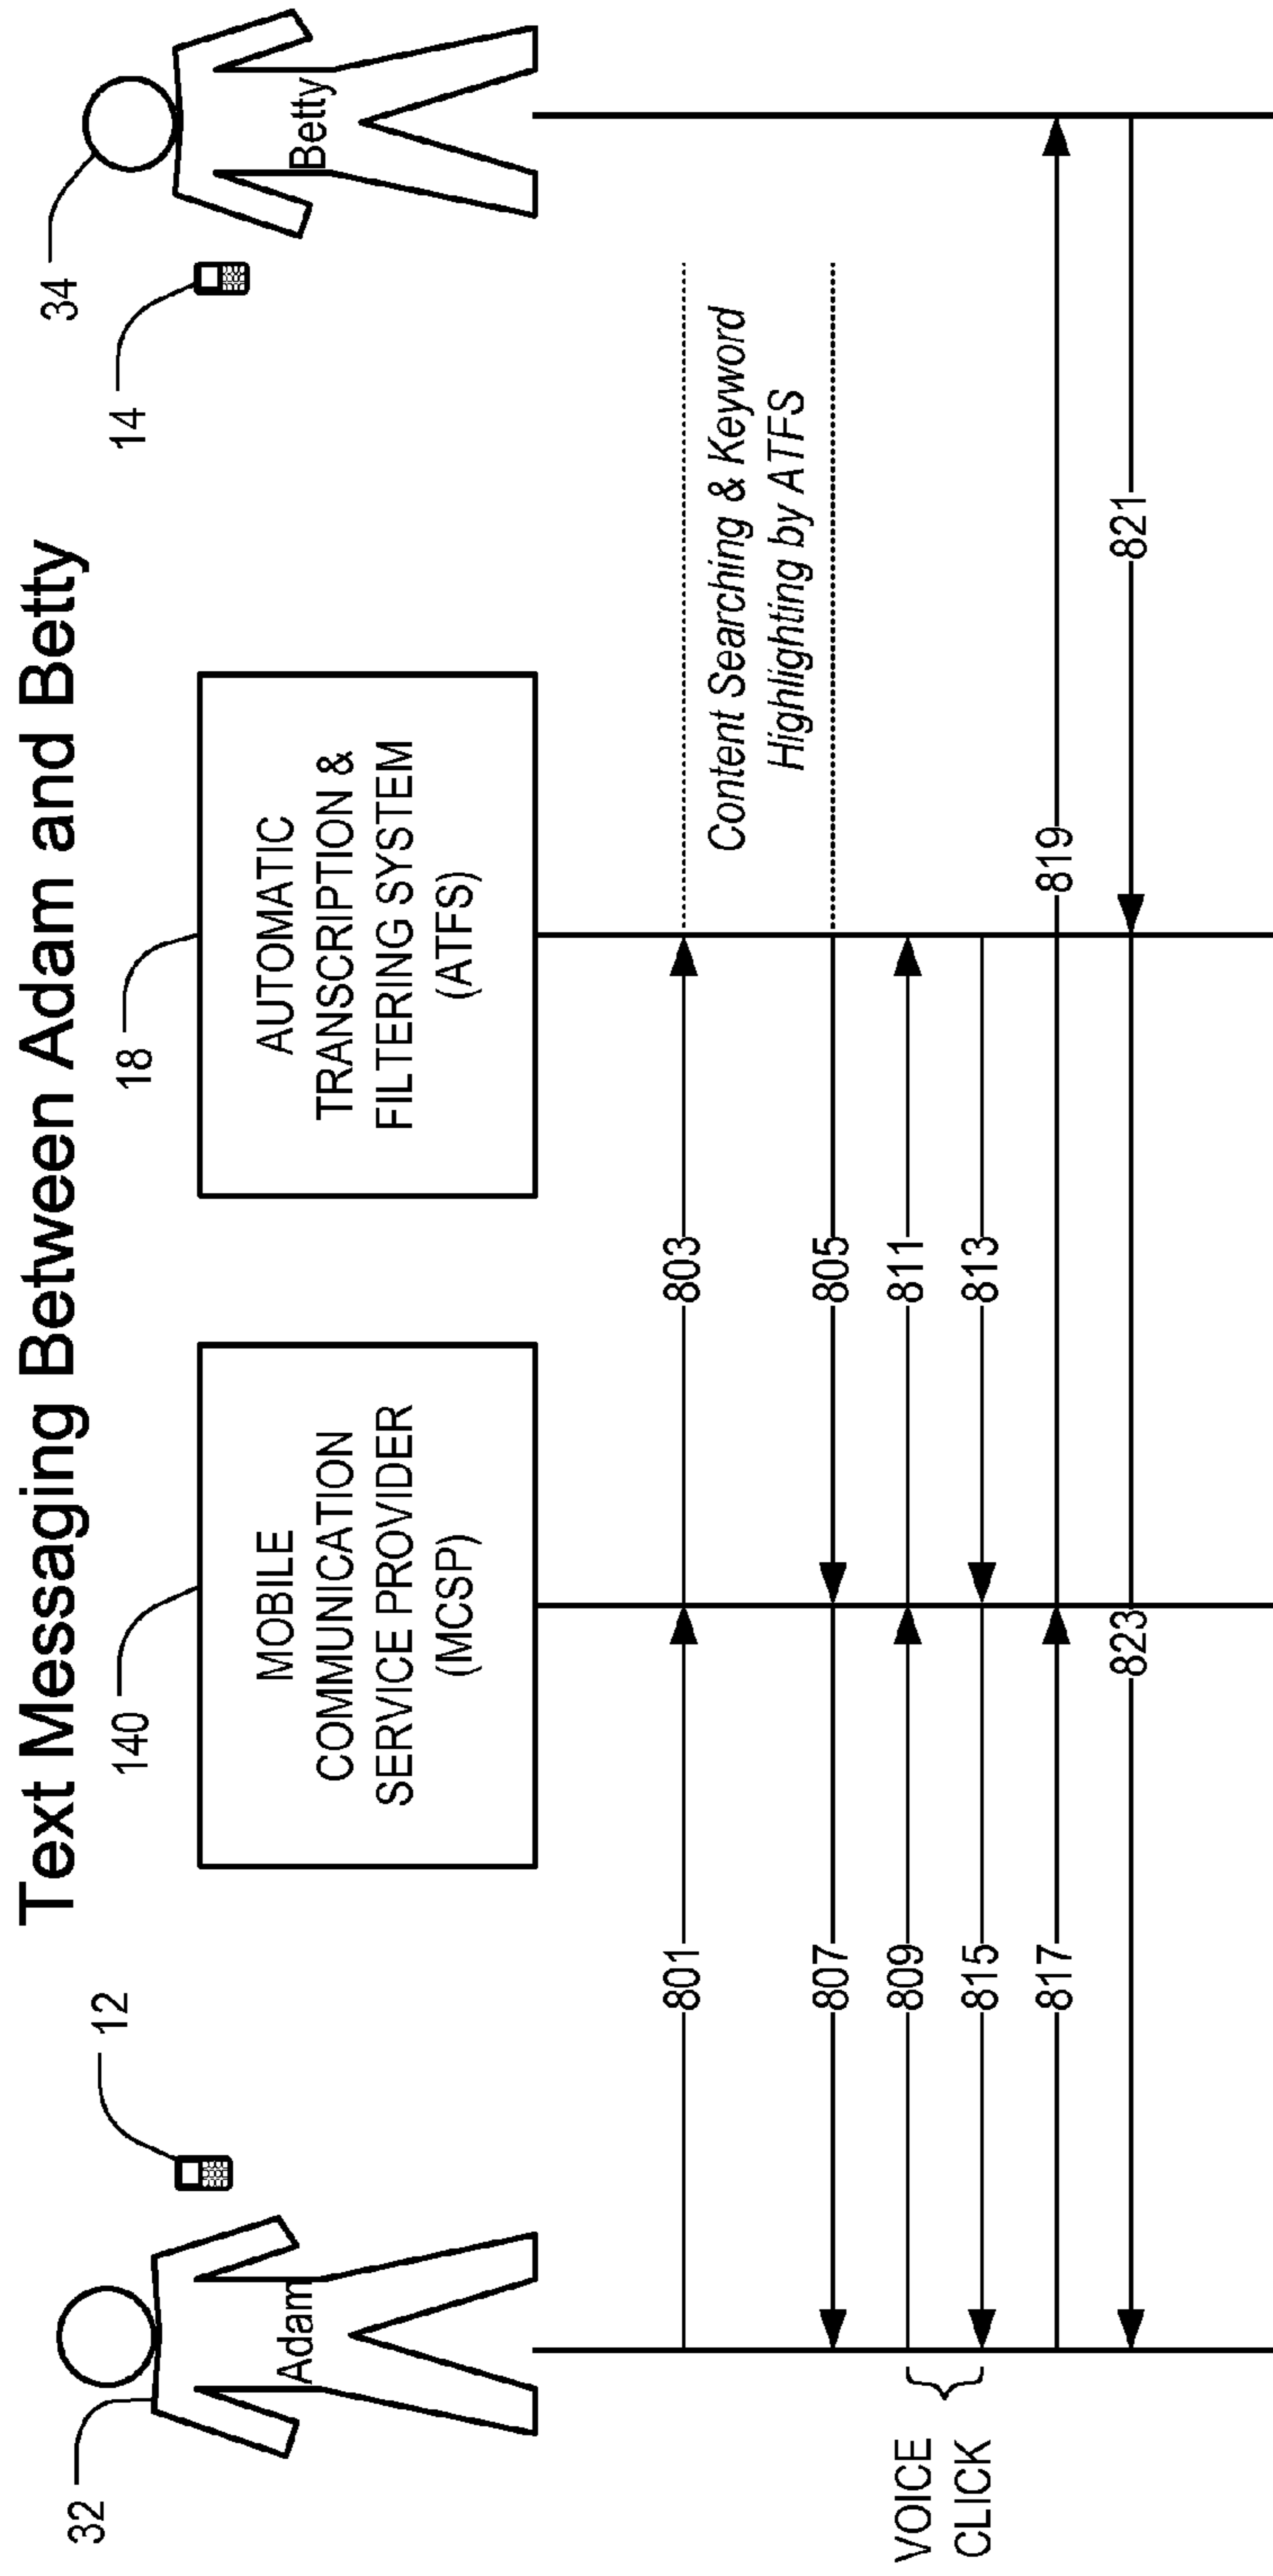 Text Messaging Between Adam and Betty
32
12
140
18
14
34
Adam
MOBILE
COMMUNICATION
SERVICE PROVIDER
(MCSP)
AUTOMATIC
TRANSCRIPTION &
FILTERING SYSTEM
(ATFS)
Betty
801
803
Content Searching & Keyword
Highlighting by ATFS
807
805
VOICE
CLICK
809
811
815
813
817
819
823
821